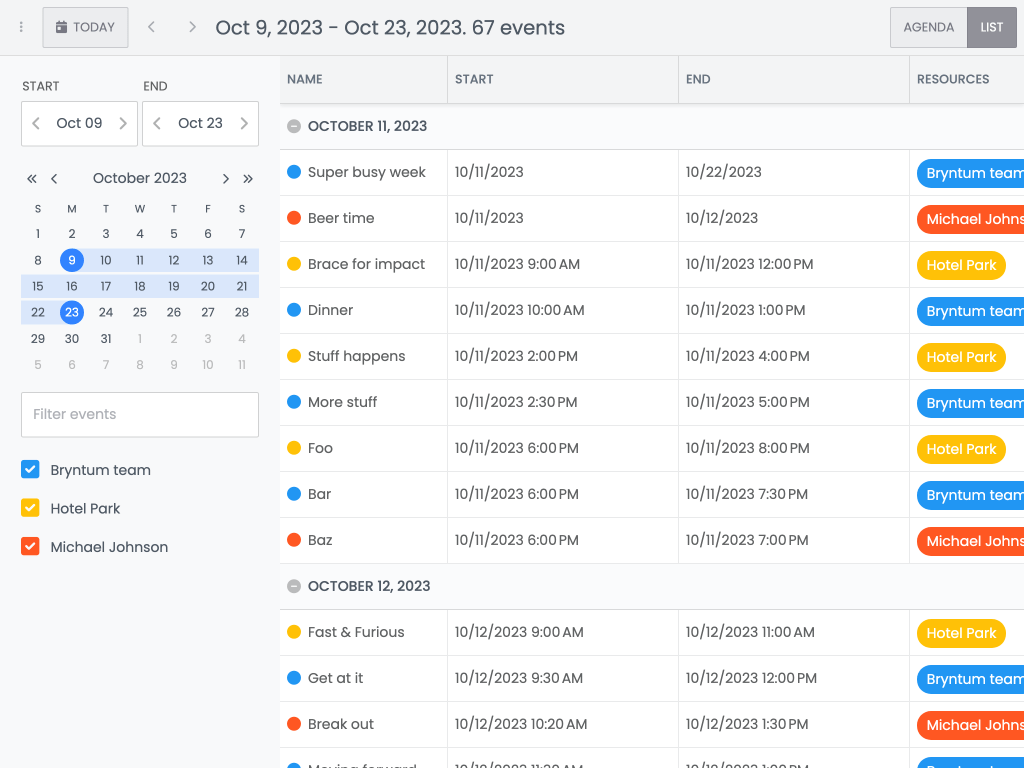 TODAY
Oct 9, 2023 - Oct 23, 2023. 67 events
AGENDA LIST
START END
Oct 09 Oct 23
October 2023
S M T W T F S
1 2 3 4 5 6 7
8 9 10 11 12 13 14
15 16 17 18 19 20 21
22 23 24 25 26 27 28
29 30 31 1 2 3 4
5 6 7 8 9 10 11
Filter events
Bryntum team
Hotel Park
Michael Johnson
NAME START END RESOURCES
OCTOBER 11, 2023
Super busy week 10/11/2023 10/22/2023 Bryntum team
Beer time 10/11/2023 10/12/2023 Michael Johns
Brace for impact 10/11/2023 9:00 AM 10/11/2023 12:00 PM Hotel Park
Dinner 10/11/2023 10:00 AM 10/11/2023 1:00 PM Bryntum team
Stuff happens 10/11/2023 2:00 PM 10/11/2023 4:00 PM Hotel Park
More stuff 10/11/2023 2:30 PM 10/11/2023 5:00 PM Bryntum team
Foo 10/11/2023 6:00 PM 10/11/2023 8:00 PM Hotel Park
Bar 10/11/2023 6:00 PM 10/11/2023 7:30 PM Bryntum team
Baz 10/11/2023 6:00 PM 10/11/2023 7:00 PM Michael Johns
OCTOBER 12, 2023
Fast & Furious 10/12/2023 9:00 AM 10/12/2023 11:00 AM Hotel Park
Get at it 10/12/2023 9:30 AM 10/12/2023 12:00 PM Bryntum team
Break out 10/12/2023 10:20 AM 10/12/2023 1:30 PM Michael Johns